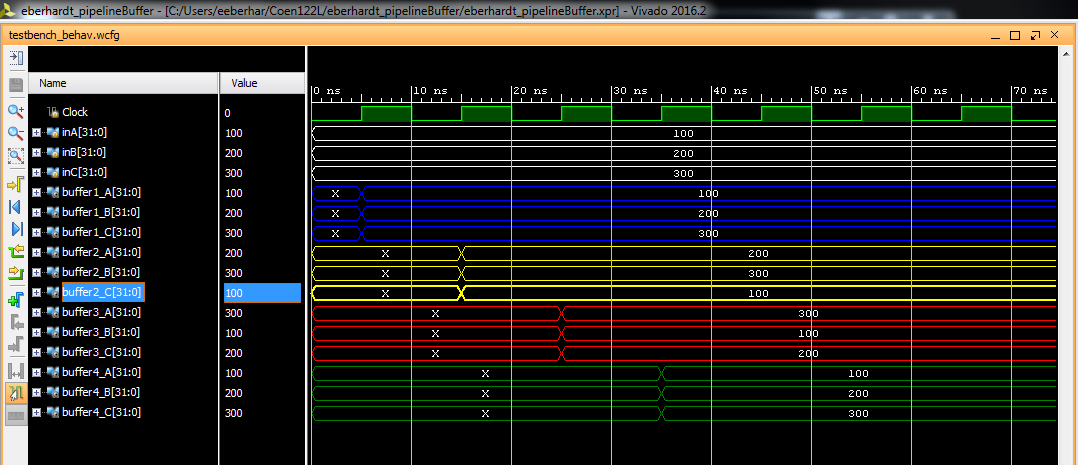 eberhardt_pipelineBuffer - [C:/Users/eeberhar/Coen122L/eberhardt_pipelineBuffer/eberhardt_pipelineBuffer.xpr] - Vivado 2016.2
testbench_behav.wcfg
Name Value
0 ns 10 ns 20 ns 30 ns 40 ns 50 ns 60 ns 70 ns
Clock 0
inA[31:0] 100 100
inB[31:0] 200 200
inC[31:0] 300 300
buffer1_A[31:0] 100 X 100
buffer1_B[31:0] 200 X 200
buffer1_C[31:0] 300 X 300
buffer2_A[31:0] 200 X 200
buffer2_B[31:0] 300 X 300
buffer2_C[31:0] 100 X 100
buffer3_A[31:0] 300 X 300
buffer3_B[31:0] 100 X 100
buffer3_C[31:0] 200 X 200
buffer4_A[31:0] 100 X 100
buffer4_B[31:0] 200 X 200
buffer4_C[31:0] 300 X 300